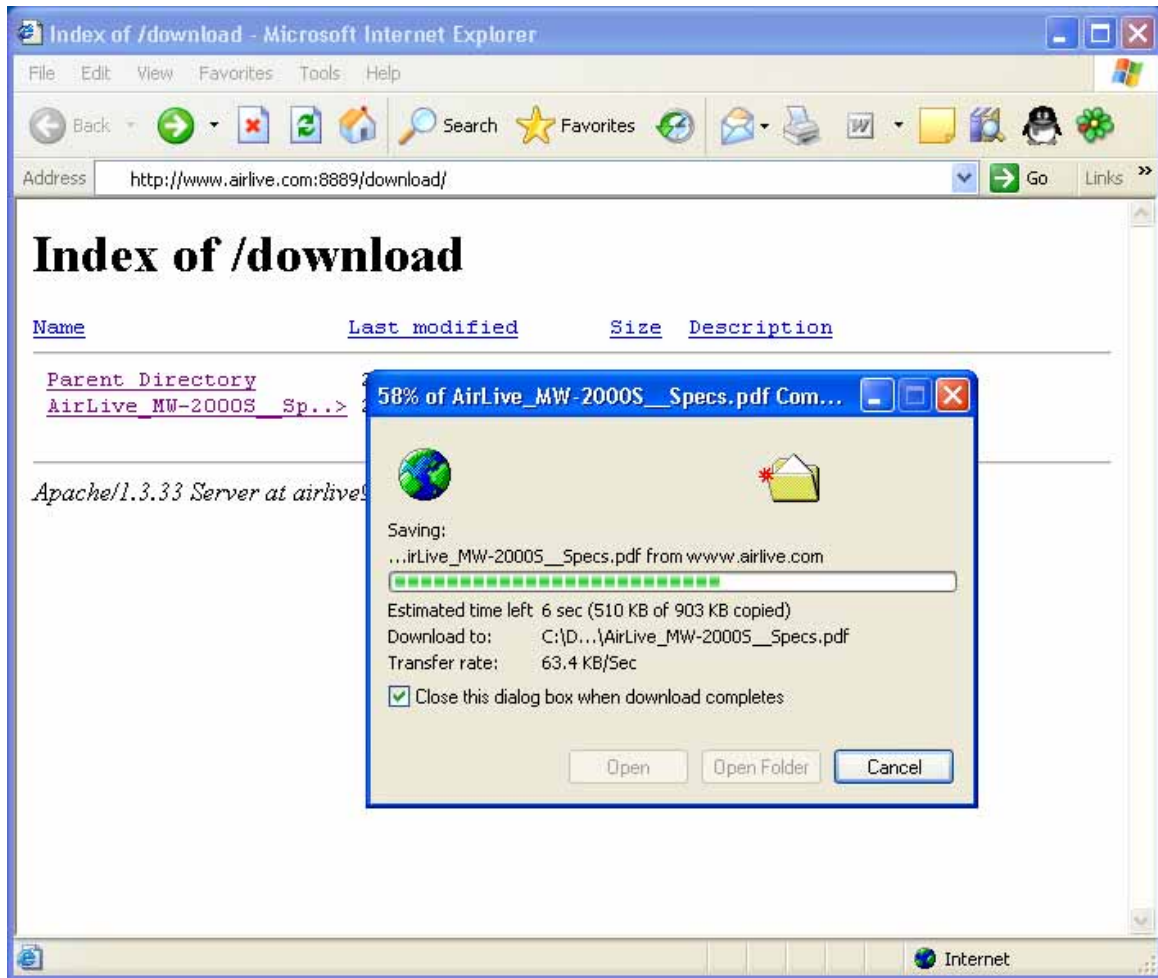 Index of /download - Microsoft Internet Explorer
File Edit View Favorites Tools Help
Back Search Favorites W
Address http://www.airlive.com:8889/download/ Go Links »
Index of /download
Name Last modified Size Description
Parent Directory
AirLive_MW-2000S__Sp..>
58% of AirLive_MW-2000S__Specs.pdf Com...
Apache/1.3.33 Server at
Saving:
...irLive_MW-2000S__Specs.pdf from www.airlive.com
Estimated time left 6 sec (510 KB of 903 KB copied)
Download to: C:\D...\AirLive_MW-2000S__Specs.pdf
Transfer rate: 63.4 KB/Sec
Close this dialog box when download completes
Open Open Folder Cancel
Internet